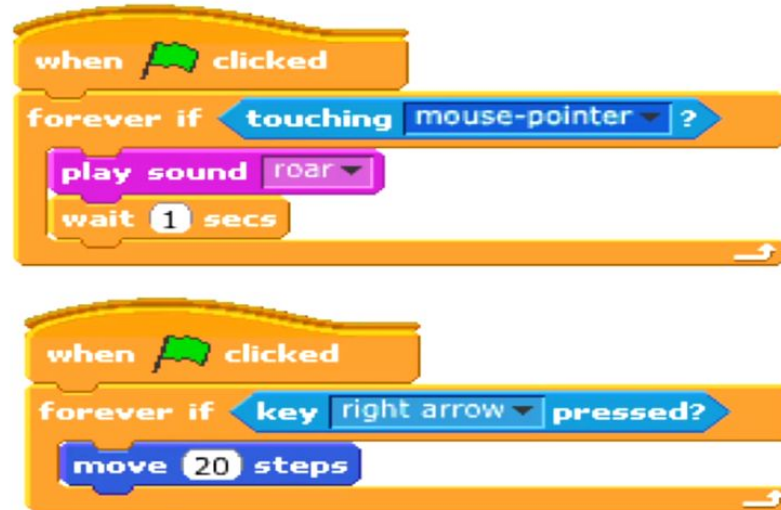 when clicked
forever if touching mouse-pointer ?
play sound roar
wait 1 secs
when clicked
forever if key right arrow pressed?
move 20 steps